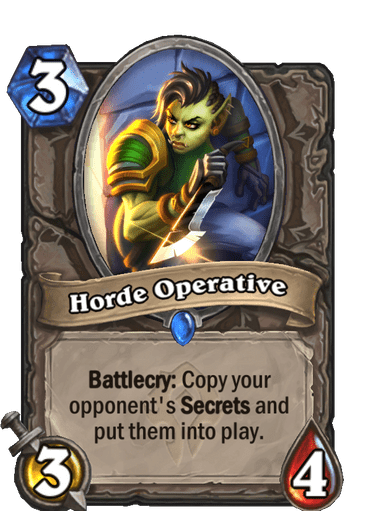 3
Horde Operative
Battlecry: Copy your
opponent's Secrets and
put them into play.
3
4